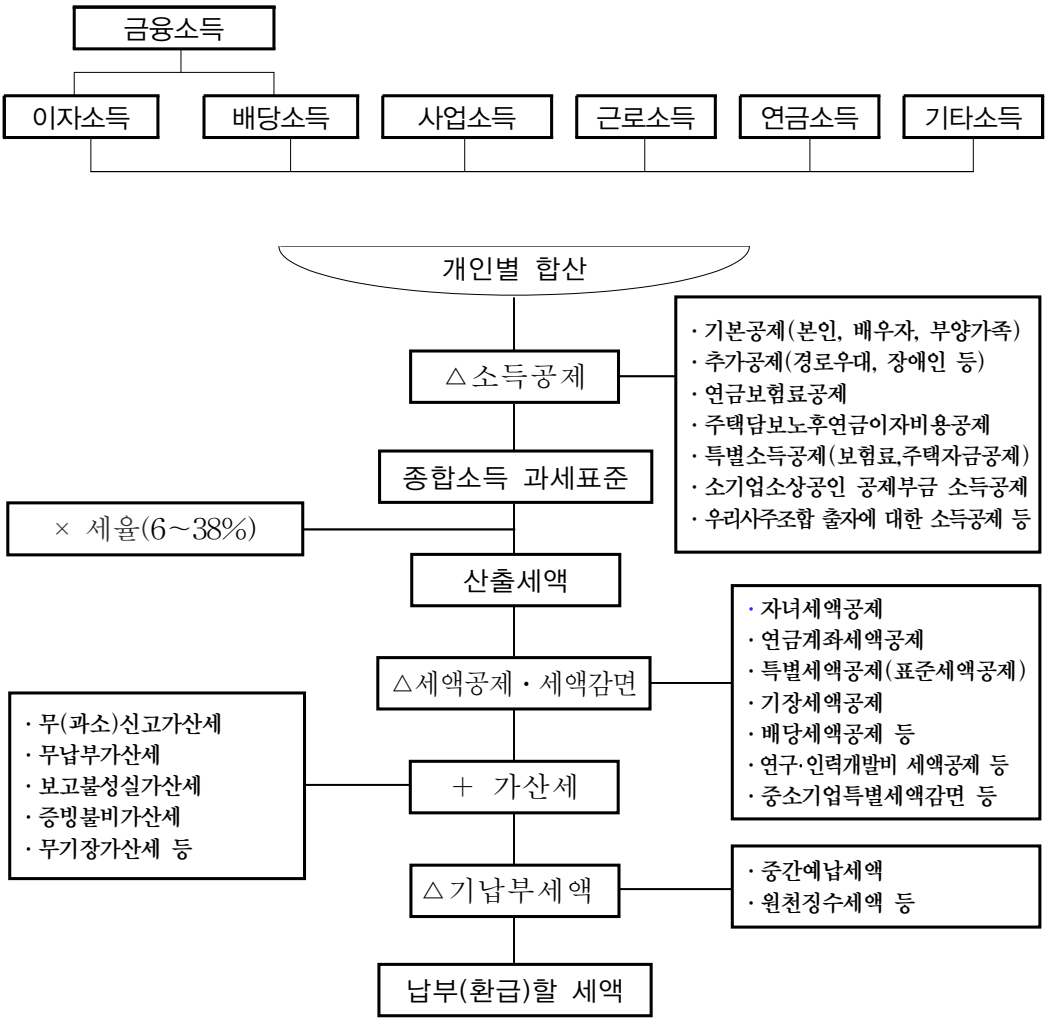 금융소득
이자소득 배당소득 사업소득 근로소득 연금소득 기타소득
개인별 합산
△소득공제
· 기본공제(본인, 배우자, 부양가족)
· 추가공제(경로우대, 장애인 등)
· 연금보험료공제
· 주택담보노후연금이자비용공제
· 특별소득공제(보험료,주택자금공제)
· 소기업소상공인 공제부금 소득공제
· 우리사주조합 출자에 대한 소득공제 등
종합소득 과세표준
× 세율(6~38%)
산출세액
△세액공제·세액감면
· 자녀세액공제
· 연금계좌세액공제
· 특별세액공제(표준세액공제)
· 기장세액공제
· 배당세액공제 등
· 연구·인력개발비 세액공제 등
· 중소기업특별세액감면 등
+ 가산세
· 무(과소)신고가산세
· 무납부가산세
· 보고불성실가산세
· 증빙불비가산세
· 무기장가산세 등
△기납부세액
· 중간예납세액
· 원천징수세액 등
납부(환급)할 세액